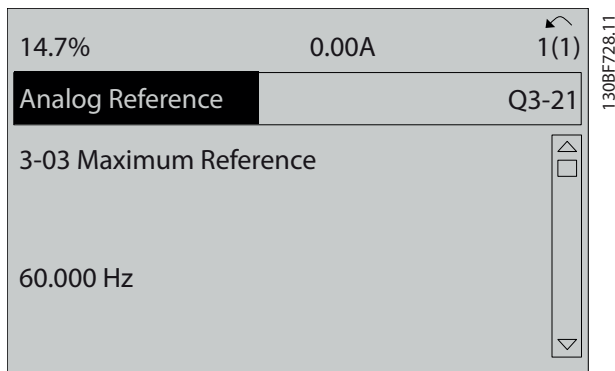 14.7% 0.00A 1(1)
Analog Reference Q3-21
3-03 Maximum Reference
60.000 Hz
130BF728.11